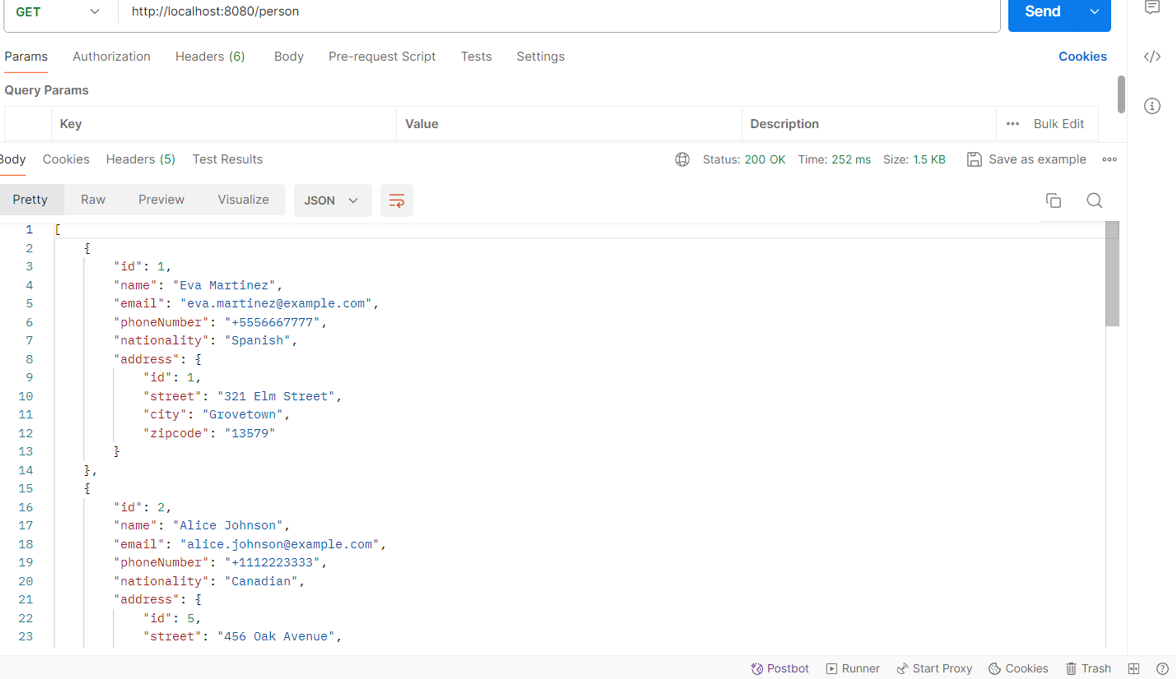 GET http://localhost:8080/person Send
Params Authorization Headers (6) Body Pre-request Script Tests Settings Cookies
Query Params
Key Value Description ••• Bulk Edit
Body Cookies Headers (5) Test Results Status: 200 OK Time: 252 ms Size: 1.5 KB Save as example •••
Pretty Raw Preview Visualize JSON
1 [
2 {
3 "id": 1,
4 "name": "Eva Martinez",
5 "email": "eva.martinez@example.com",
6 "phoneNumber": "+5556667777",
7 "nationality": "Spanish",
8 "address": {
9 "id": 1,
10 "street": "321 Elm Street",
11 "city": "Grovetown",
12 "zipcode": "13579"
13 }
14 },
15 {
16 "id": 2,
17 "name": "Alice Johnson",
18 "email": "alice.johnson@example.com",
19 "phoneNumber": "+1112223333",
20 "nationality": "Canadian",
21 "address": {
22 "id": 5,
23 "street": "456 Oak Avenue",
Postbot Runner Start Proxy Cookies Trash